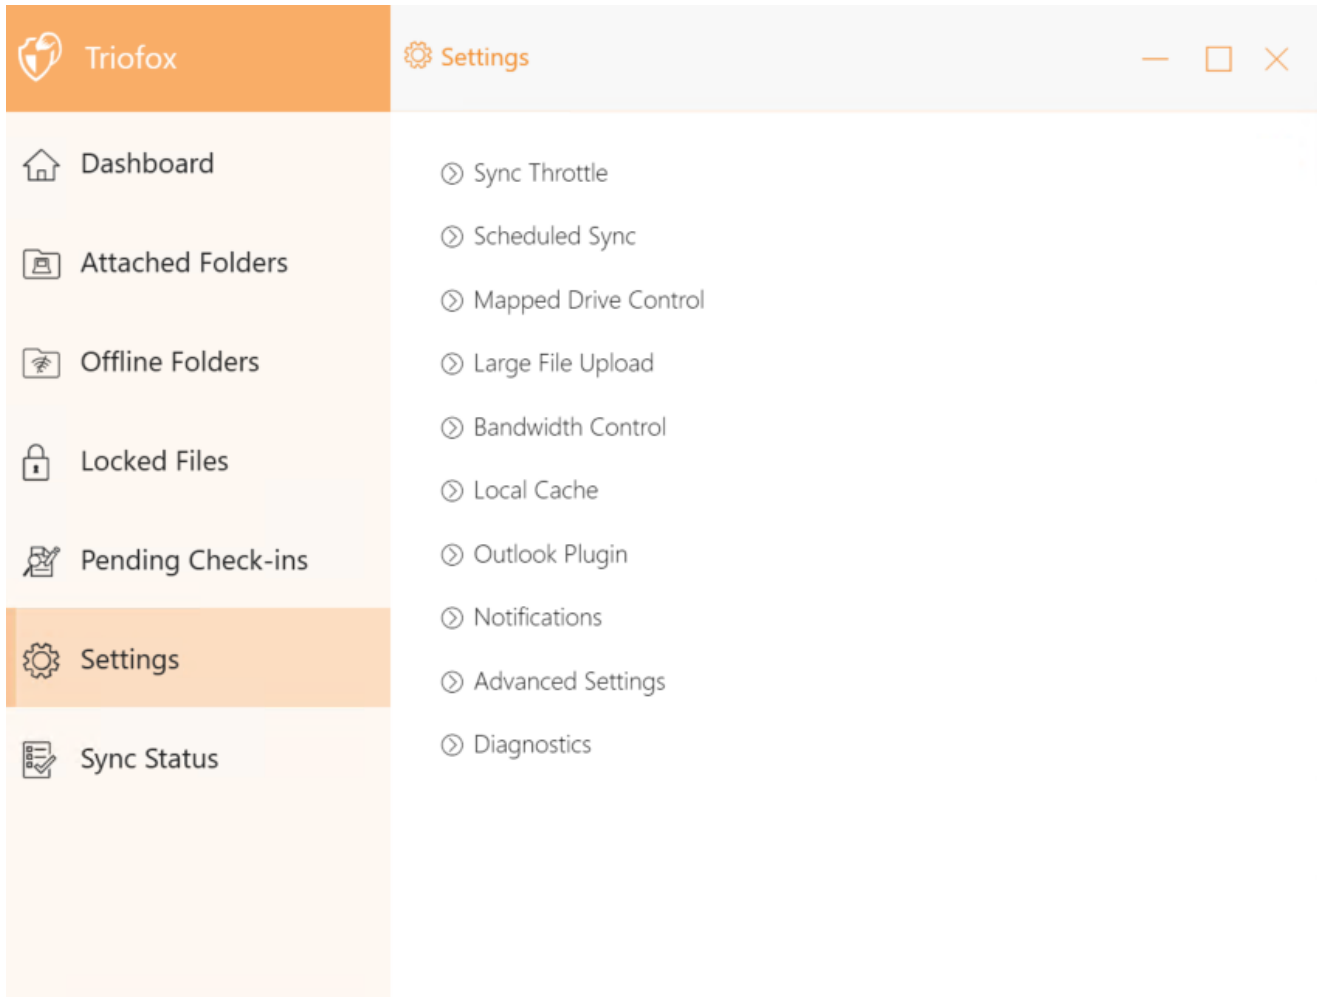 Triofox
Settings
Dashboard
Attached Folders
Offline Folders
Locked Files
Pending Check-ins
Settings
Sync Status
Sync Throttle
Scheduled Sync
Mapped Drive Control
Large File Upload
Bandwidth Control
Local Cache
Outlook Plugin
Notifications
Advanced Settings
Diagnostics